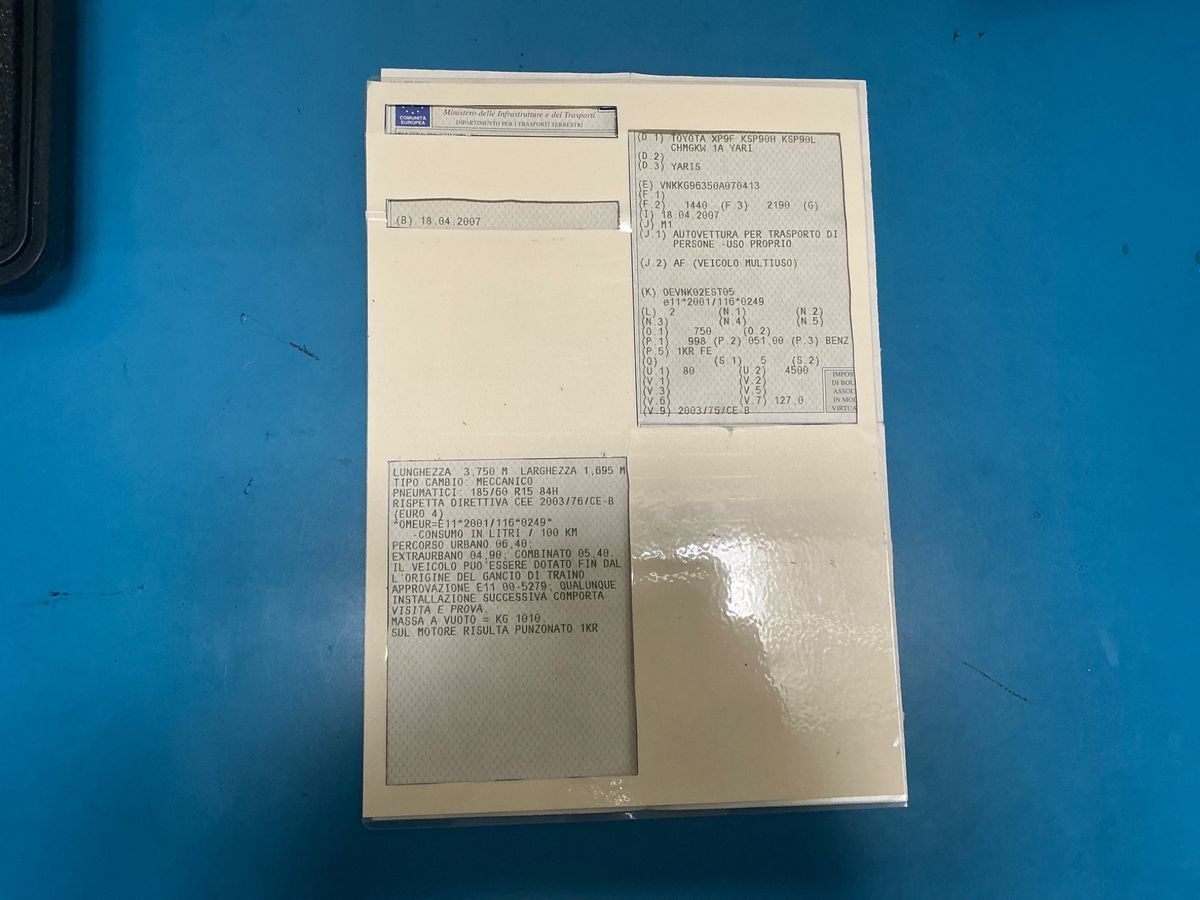 COMUNITÀ
EUROPEA
Ministero delle Infrastrutture e dei Trasporti
DIPARTIMENTO PER I TRASPORTI TERRESTRI
(B) 18.04.2007
(D.1) TOYOTA XP9F KSP90H KSP90L
CHMGKW 1A YARI
(D.2)
(D.3) YARIS
(E) VNKKG96350A070413
(F.1)
(F.2) 1440 (F.3) 2190 (G)
(I) 18.04.2007
(J) M1
(J.1) AUTOVETTURA PER TRASPORTO DI
PERSONE -USO PROPRIO
(J.2) AF (VEICOLO MULTIUSO)
(K) OEVNK02EST05
e11*2001/116*0249
(L) 2 (N.1) (N.2)
(N.3) (N.4) (N.5)
(O.1) 750 (O.2)
(P.1) 998 (P.2) 051,00 (P.3) BENZ
(P.5) 1KR FE
(Q) (S.1) 5 (S.2)
(U.1) 80 (U.2) 4500
(V.1) (V.2)
(V.3) (V.5)
(V.6) (V.7) 127,0
(V.9) 2003/76/CE-B
IMPOS
DI BOL
ASSOL
IN MOD
VIRTUA
LUNGHEZZA 3,750 M LARGHEZZA 1,695 M
TIPO CAMBIO: MECCANICO
PNEUMATICI: 185/60 R15 84H
RISPETTA DIRETTIVA CEE 2003/76/CE-B
(EURO 4)
*OMEUR=E11*2001/116*0249*
-CONSUMO IN LITRI / 100 KM
PERCORSO URBANO 06,40;
EXTRAURBANO 04,90; COMBINATO 05,40.
IL VEICOLO PUO'ESSERE DOTATO FIN DAL
L'ORIGINE DEL GANCIO DI TRAINO
APPROVAZIONE E11 00-5279; QUALUNQUE
INSTALLAZIONE SUCCESSIVA COMPORTA
VISITA E PROVA.
MASSA A VUOTO = KG 1010.
SUL MOTORE RISULTA PUNZONATO 1KR